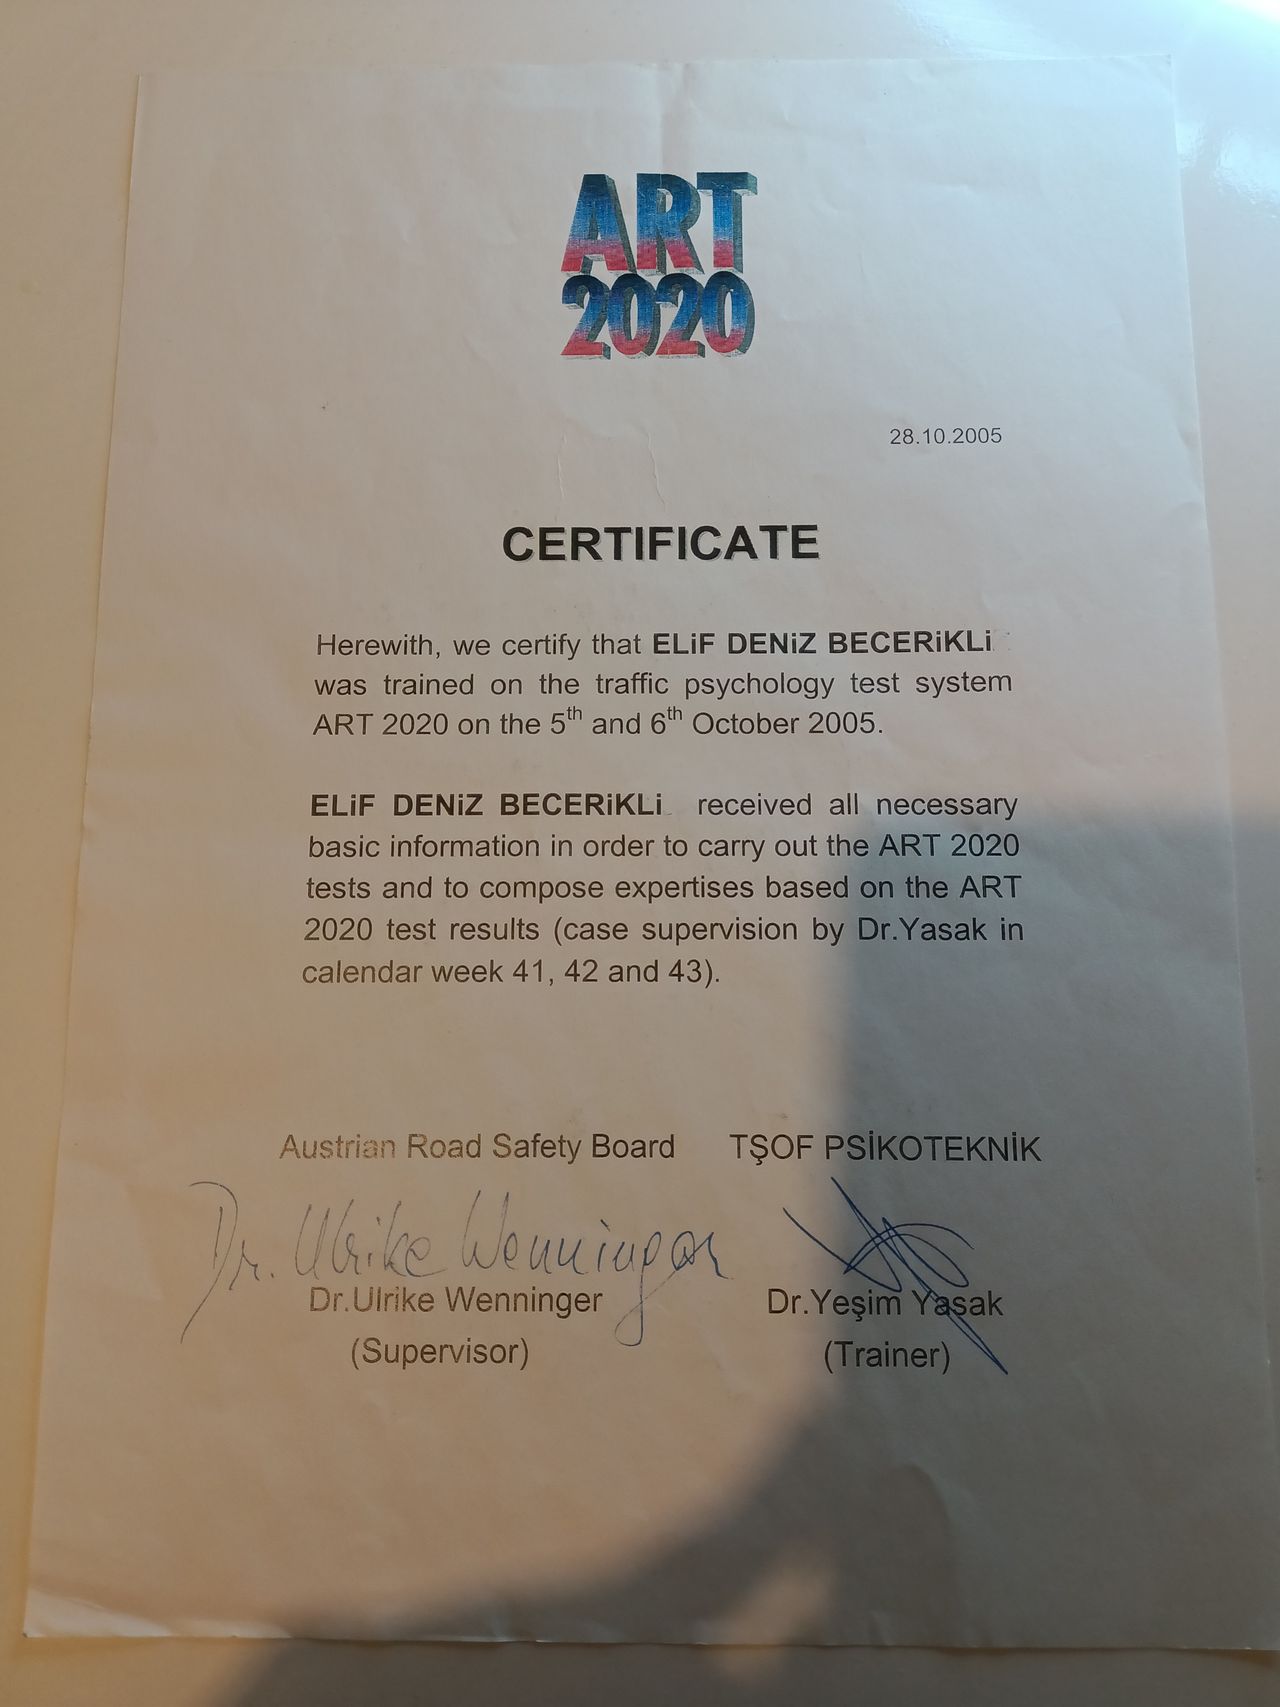 ART
2020
28.10.2005
CERTIFICATE
Herewith, we certify that ELiF DENiZ BECERiKLi
was trained on the traffic psychology test system
ART 2020 on the 5th and 6th October 2005.
ELiF DENiZ BECERiKLi received all necessary
basic information in order to carry out the ART 2020
tests and to compose expertises based on the ART
2020 test results (case supervision by Dr.Yasak in
calendar week 41, 42 and 43).
Austrian Road Safety Board TŞOF PSİKOTEKNİK
Dr. Ulrike Wenninger
Dr.Ulrike Wenninger Dr.Yeşim Yasak
(Supervisor) (Trainer)